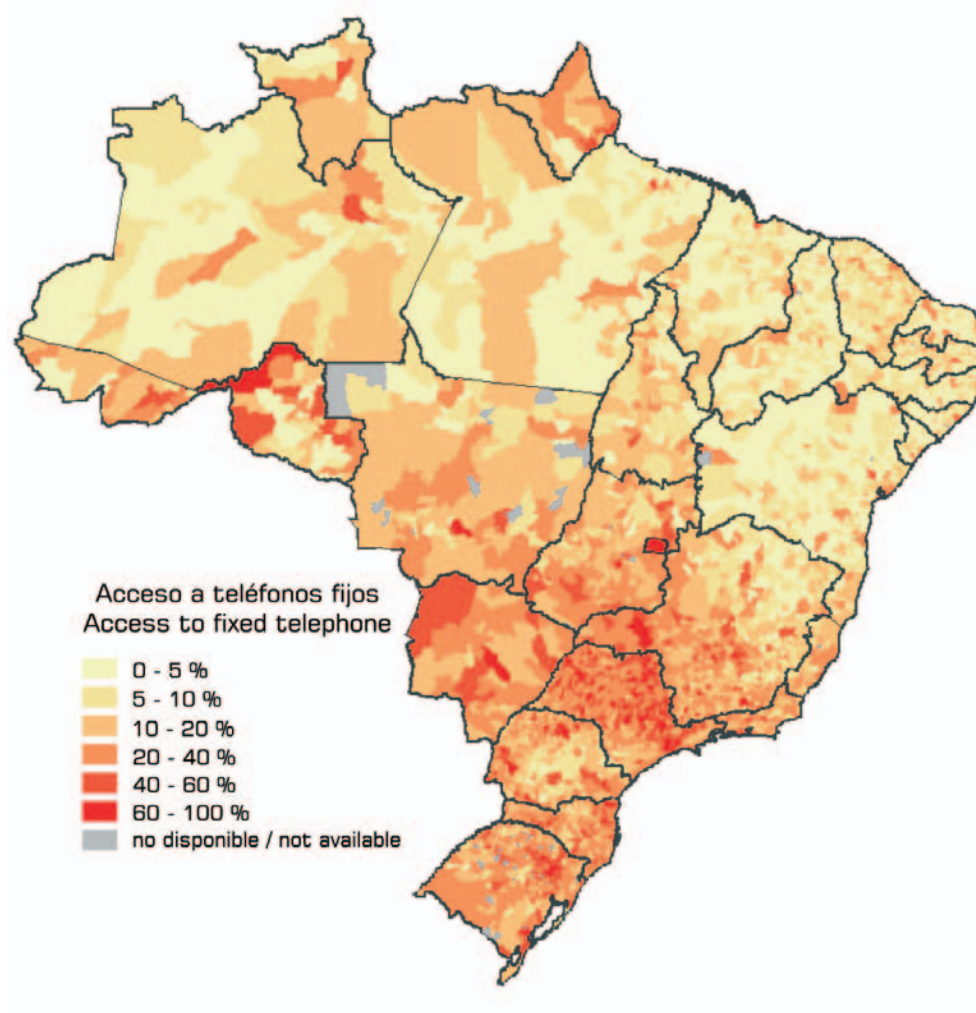 Acceso a teléfonos fijos
Access to fixed telephone
0 - 5 %
5 - 10 %
10 - 20 %
20 - 40 %
40 - 60 %
60 - 100 %
no disponible / not available